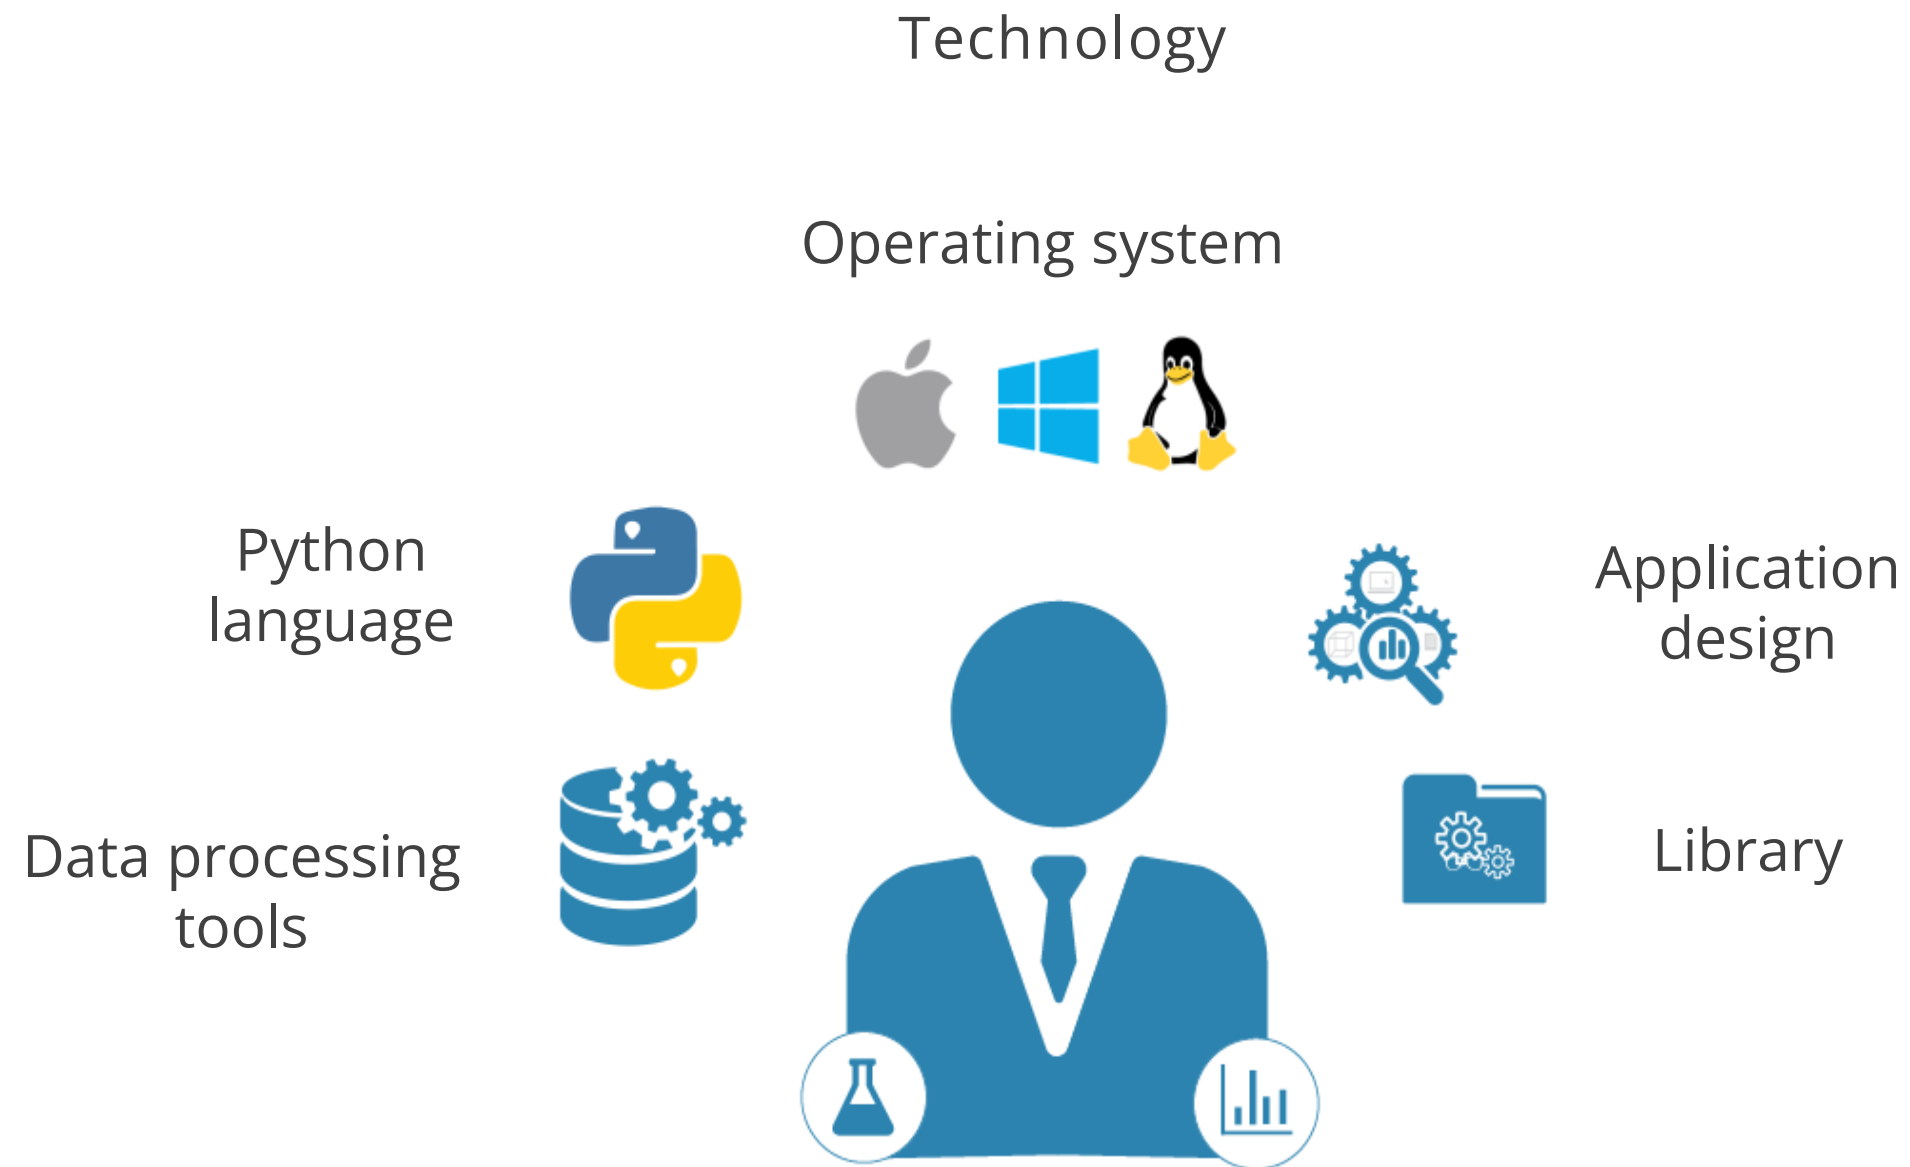 Technology
Operating system
Python
language
Application
design
Data processing
tools
Library